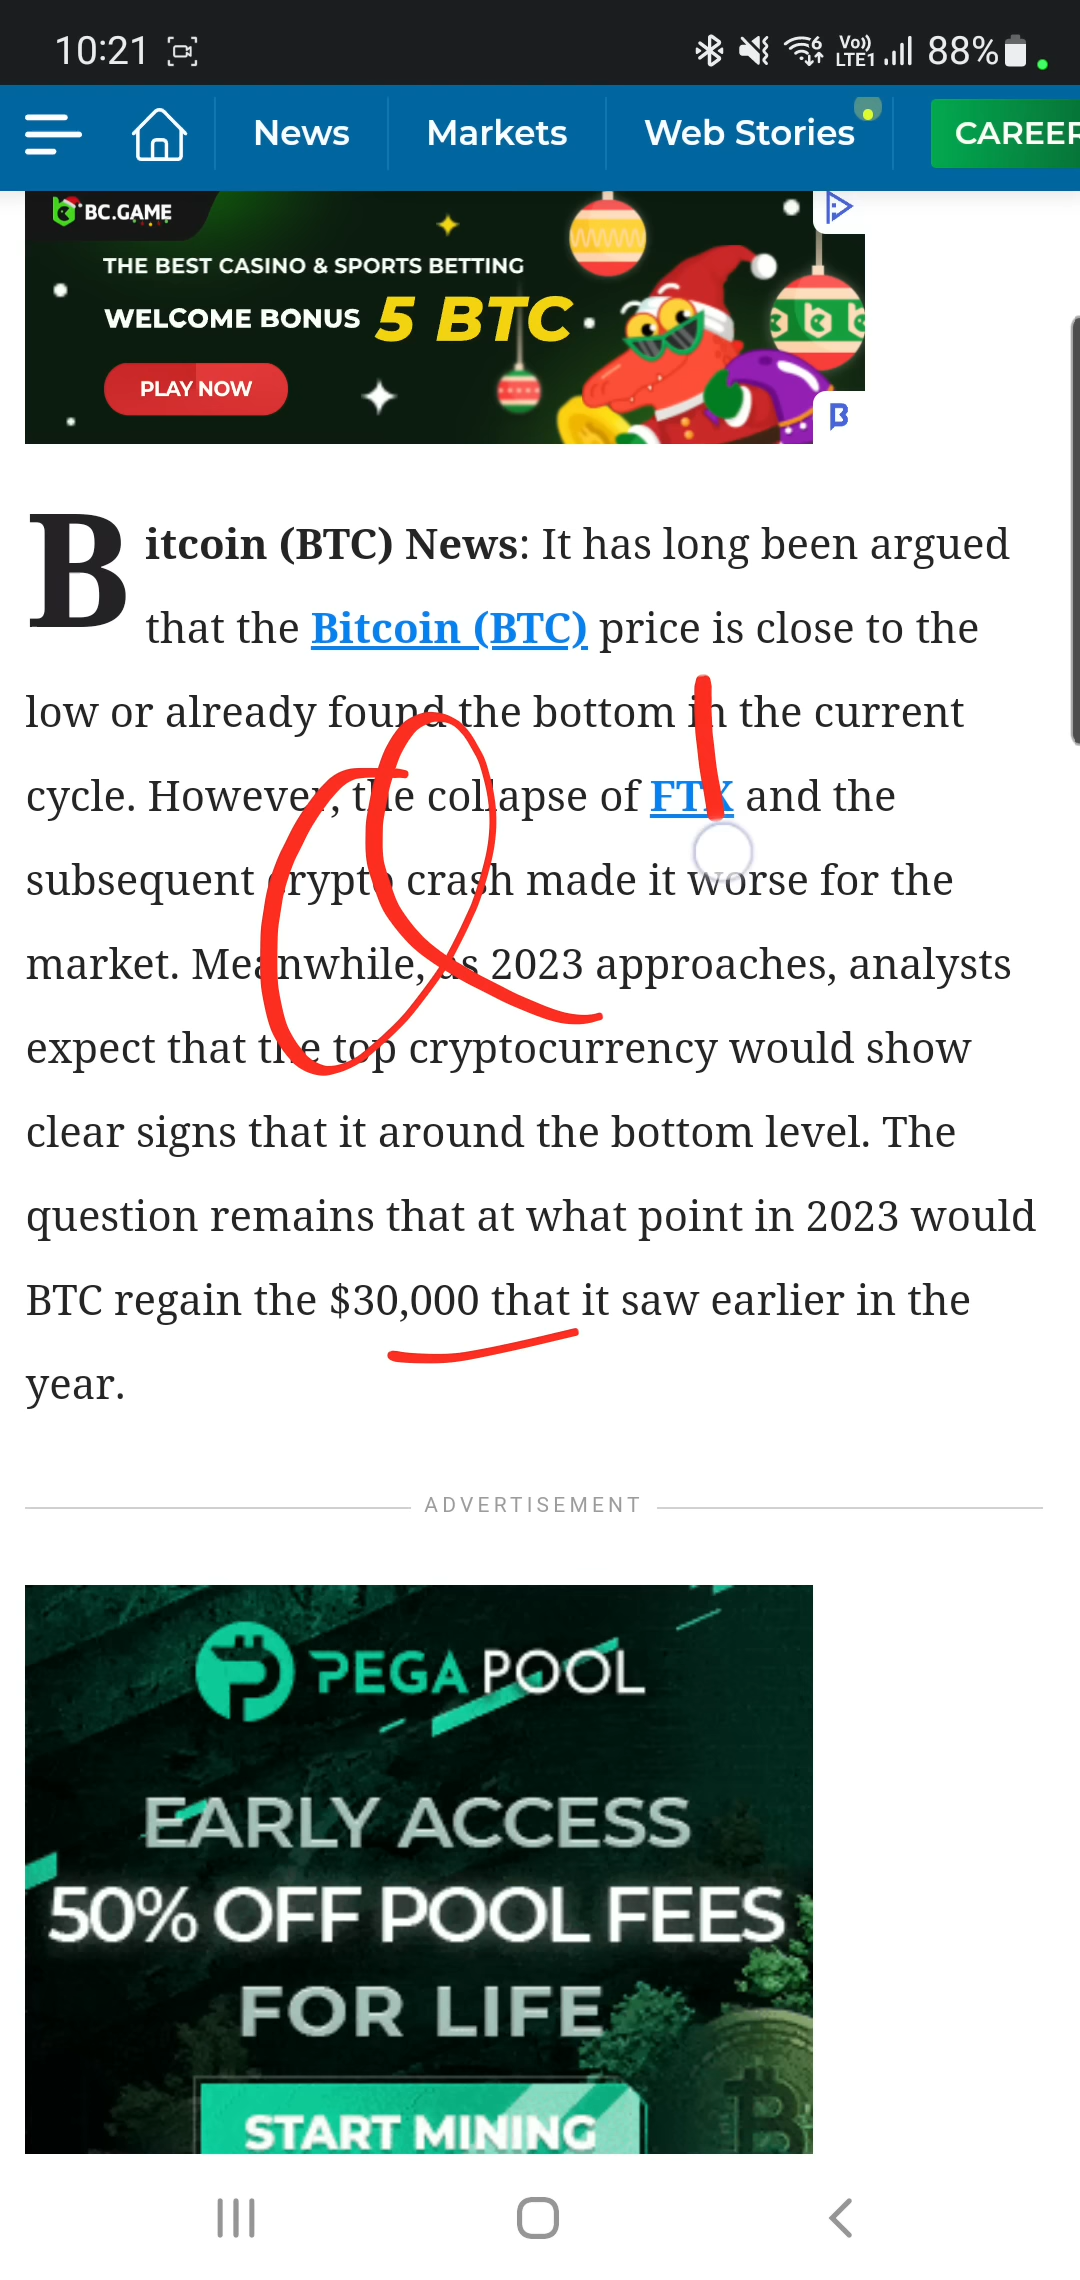 10:21 Vo)) LTE1 88%
News Markets Web Stories CAREER
BC.GAME
THE BEST CASINO & SPORTS BETTING
WELCOME BONUS 5 BTC
PLAY NOW
Bitcoin (BTC) News: It has long been argued
that the Bitcoin (BTC) price is close to the
low or already found the bottom in the current
cycle. However, the collapse of FTX and the
subsequent crypto crash made it worse for the
market. Meanwhile, as 2023 approaches, analysts
expect that the top cryptocurrency would show
clear signs that it around the bottom level. The
question remains that at what point in 2023 would
BTC regain the $30,000 that it saw earlier in the
year.
ADVERTISEMENT
PEGA POOL
EARLY ACCESS
50% OFF POOL FEES
FOR LIFE
START MINING